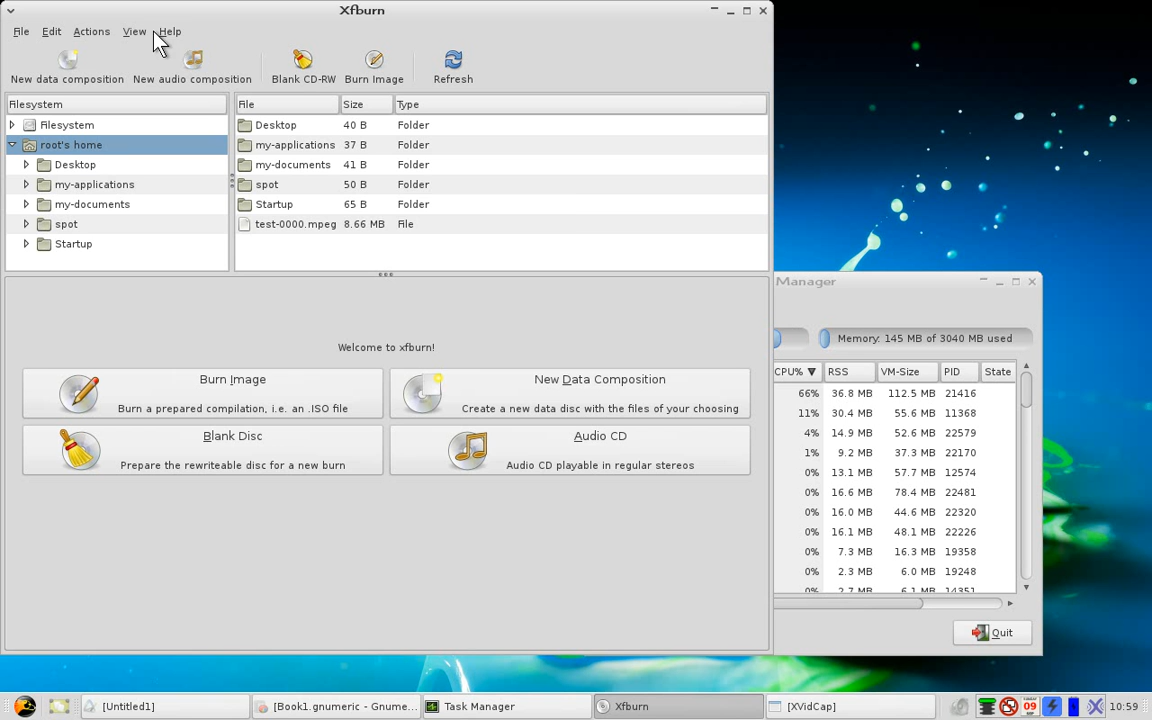 Xfburn
File Edit Actions View Help
New data composition New audio composition Blank CD-RW Burn Image Refresh
Filesystem
Filesystem
root's home
Desktop
my-applications
my-documents
spot
Startup
File Size Type
Desktop 40 B Folder
my-applications 37 B Folder
my-documents 41 B Folder
spot 50 B Folder
Startup 65 B Folder
test-0000.mpeg 8.66 MB File
Welcome to xfburn!
Burn Image
Burn a prepared compilation, i.e. an .ISO file
New Data Composition
Create a new data disc with the files of your choosing
Blank Disc
Prepare the rewriteable disc for a new burn
Audio CD
Audio CD playable in regular stereos
Manager
Memory: 145 MB of 3040 MB used
CPU% RSS VM-Size PID State
66% 36.8 MB 112.5 MB 21416
11% 30.4 MB 55.6 MB 11368
4% 14.9 MB 52.6 MB 22579
1% 9.2 MB 37.3 MB 22170
0% 13.1 MB 57.7 MB 12574
0% 16.6 MB 78.4 MB 22481
0% 16.0 MB 44.6 MB 22320
0% 16.1 MB 48.1 MB 22226
0% 7.3 MB 16.3 MB 19358
0% 2.3 MB 6.0 MB 19248
0% 2.7 MB 6.1 MB 14351
Quit
[Untitled1] [Book1.gnumeric - Gnume... Task Manager Xfburn [XVidCap] 09 10:59